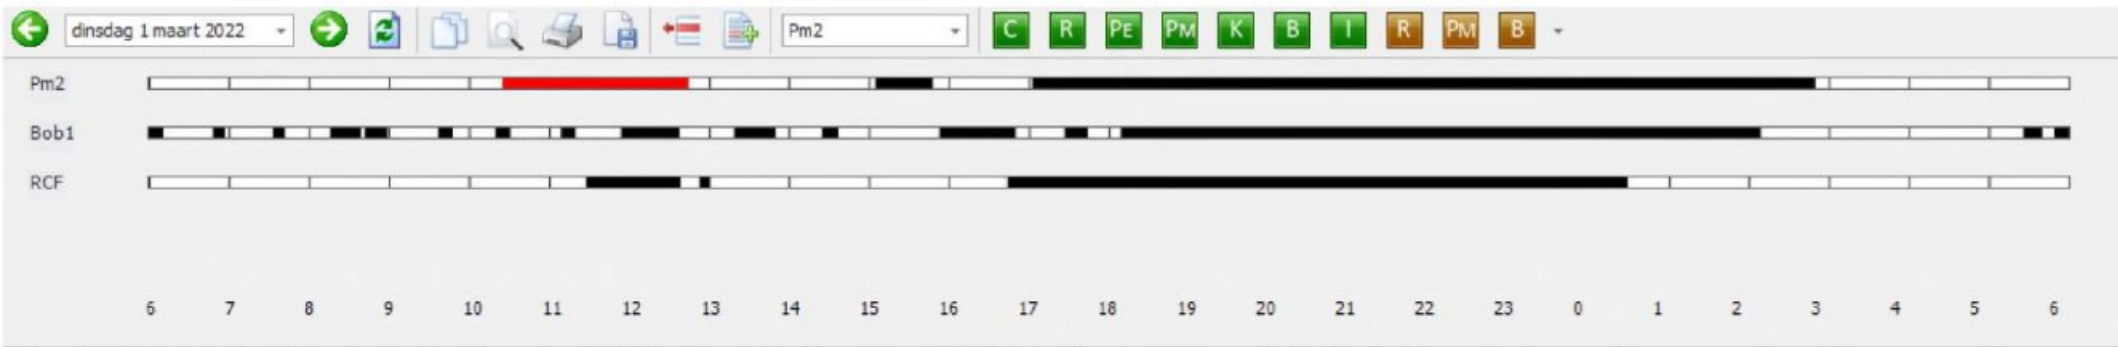 dinsdag 1 maart 2022 Pm2 C R PE PM K B I R PM B
Pm2
Bob1
RCF
6 7 8 9 10 11 12 13 14 15 16 17 18 19 20 21 22 23 0 1 2 3 4 5 6